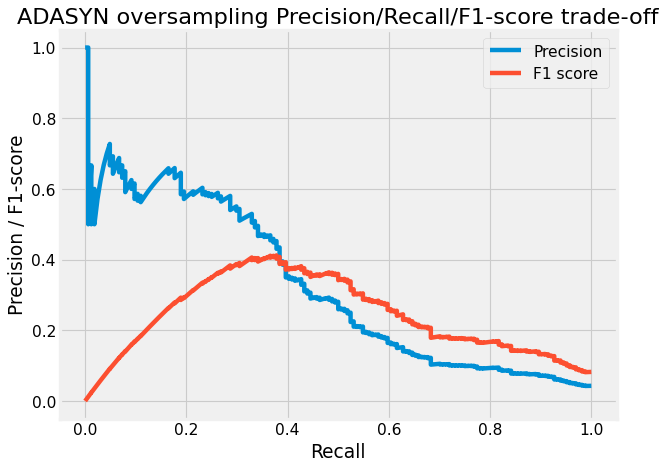 ADASYN oversampling Precision/Recall/F1-score trade-off
Precision
F1 score
1.0
0.8
0.6
0.4
0.2
0.0
Precision / F1-score
0.0 0.2 0.4 0.6 0.8 1.0
Recall